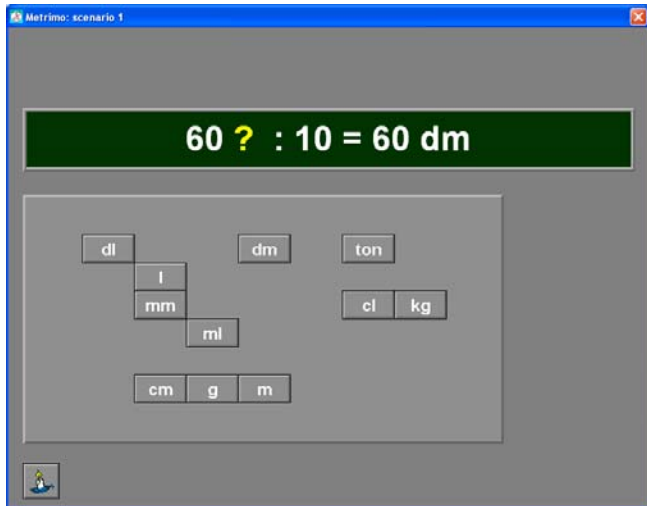 Metrimo: scenario 1
60 ? : 10 = 60 dm
dl dm ton
l
mm cl kg
ml
cm g m